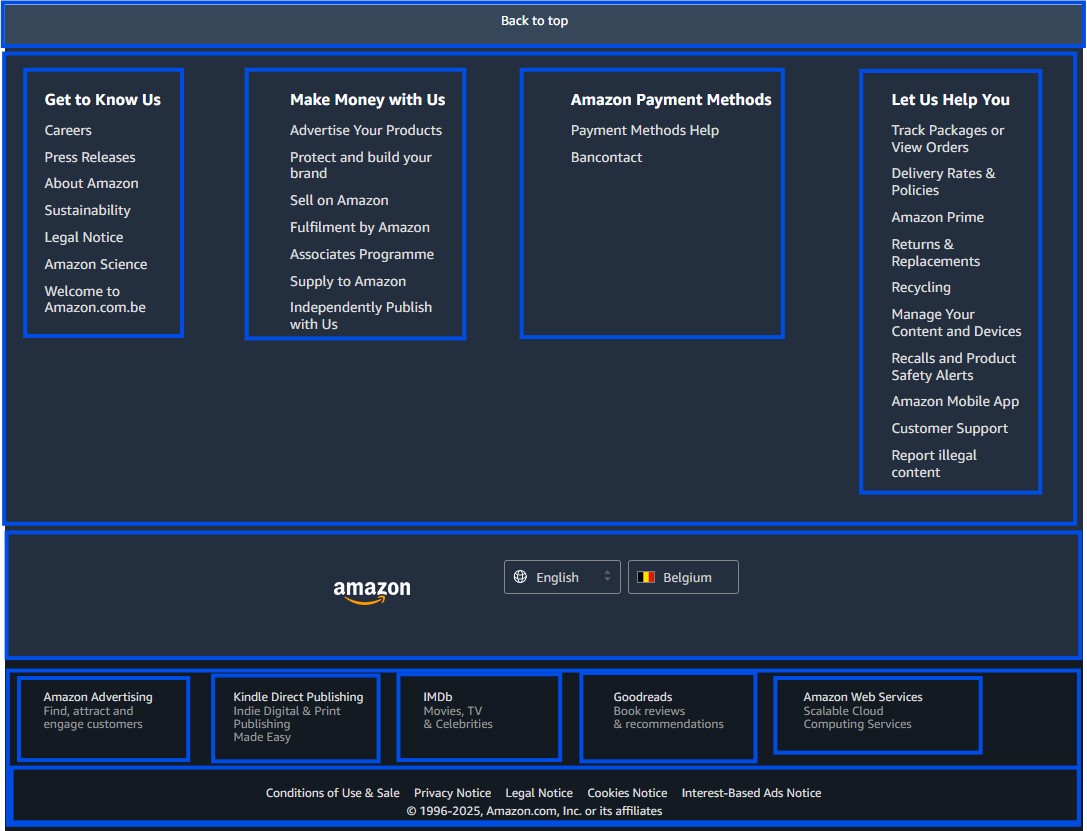 Back to top
Get to Know Us
Careers
Press Releases
About Amazon
Sustainability
Legal Notice
Amazon Science
Welcome to
Amazon.com.be
Make Money with Us
Advertise Your Products
Protect and build your
brand
Sell on Amazon
Fulfilment by Amazon
Associates Programme
Supply to Amazon
Independently Publish
with Us
Amazon Payment Methods
Payment Methods Help
Bancontact
Let Us Help You
Track Packages or
View Orders
Delivery Rates &
Policies
Amazon Prime
Returns &
Replacements
Recycling
Manage Your
Content and Devices
Recalls and Product
Safety Alerts
Amazon Mobile App
Customer Support
Report illegal
content
amazon
English
Belgium
Amazon Advertising
Find, attract and
engage customers
Kindle Direct Publishing
Indie Digital & Print
Publishing
Made Easy
IMDb
Movies, TV
& Celebrities
Goodreads
Book reviews
& recommendations
Amazon Web Services
Scalable Cloud
Computing Services
Conditions of Use & Sale Privacy Notice Legal Notice Cookies Notice Interest-Based Ads Notice
© 1996-2025, Amazon.com, Inc. or its affiliates